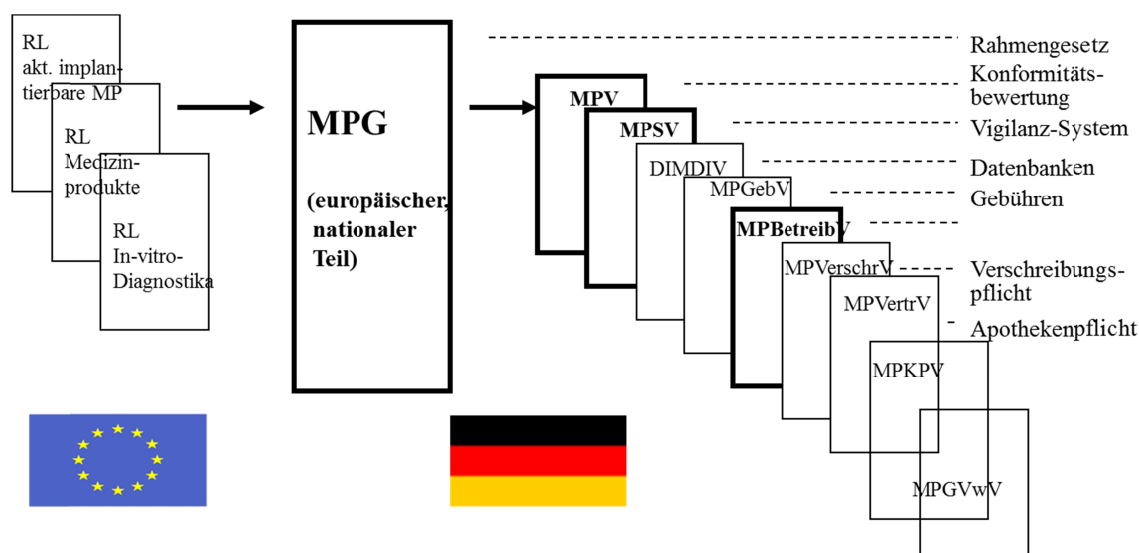 RL
akt. implan-
tierbare MP
RL
Medizin-
produkte
RL
In-vitro-
Diagnostika
MPG
(europäischer,
nationaler
Teil)
MPV
MPSV
DIMDIV
MPGebV
MPBetreibV
MPVerschrV
MPVertrV
MPKPV
MPGVwV
Rahmengesetz
Konformitäts-
bewertung
Vigilanz-System
Datenbanken
Gebühren
Verschreibungs-
pflicht
Apothekenpflicht